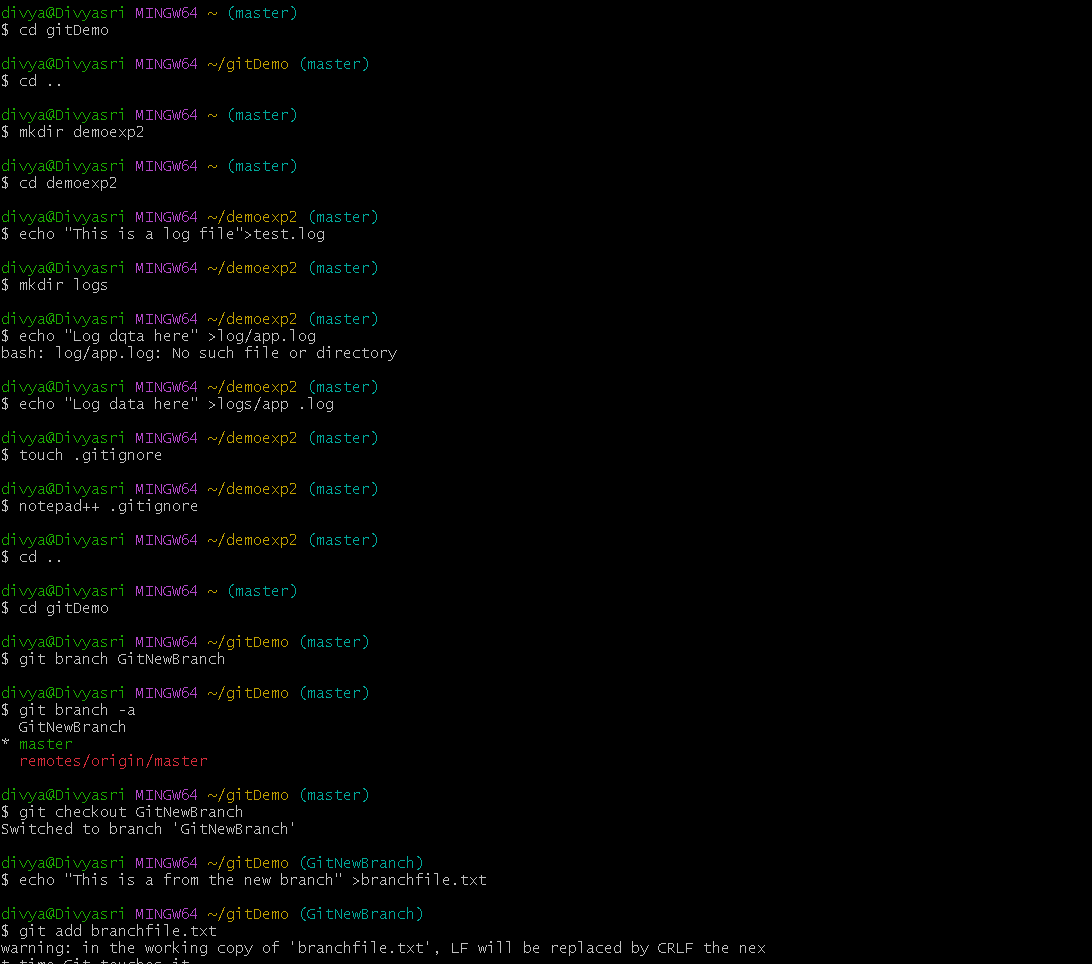 divya@Divyasri MINGW64 ~ (master)
$ cd gitDemo
divya@Divyasri MINGW64 ~/gitDemo (master)
$ cd ..
divya@Divyasri MINGW64 ~ (master)
$ mkdir demoexp2
divya@Divyasri MINGW64 ~ (master)
$ cd demoexp2
divya@Divyasri MINGW64 ~/demoexp2 (master)
$ echo "This is a log file">test.log
divya@Divyasri MINGW64 ~/demoexp2 (master)
$ mkdir logs
divya@Divyasri MINGW64 ~/demoexp2 (master)
$ echo "Log dqta here" >log/app.log
bash: log/app.log: No such file or directory
divya@Divyasri MINGW64 ~/demoexp2 (master)
$ echo "Log data here" >logs/app .log
divya@Divyasri MINGW64 ~/demoexp2 (master)
$ touch .gitignore
divya@Divyasri MINGW64 ~/demoexp2 (master)
$ notepad++ .gitignore
divya@Divyasri MINGW64 ~/demoexp2 (master)
$ cd ..
divya@Divyasri MINGW64 ~ (master)
$ cd gitDemo
divya@Divyasri MINGW64 ~/gitDemo (master)
$ git branch GitNewBranch
divya@Divyasri MINGW64 ~/gitDemo (master)
$ git branch -a
GitNewBranch
* master
remotes/origin/master
divya@Divyasri MINGW64 ~/gitDemo (master)
$ git checkout GitNewBranch
Switched to branch 'GitNewBranch'
divya@Divyasri MINGW64 ~/gitDemo (GitNewBranch)
$ echo "This is a from the new branch" >branchfile.txt
divya@Divyasri MINGW64 ~/gitDemo (GitNewBranch)
$ git add branchfile.txt
warning: in the working copy of 'branchfile.txt', LF will be replaced by CRLF the nex
t time Git touches it